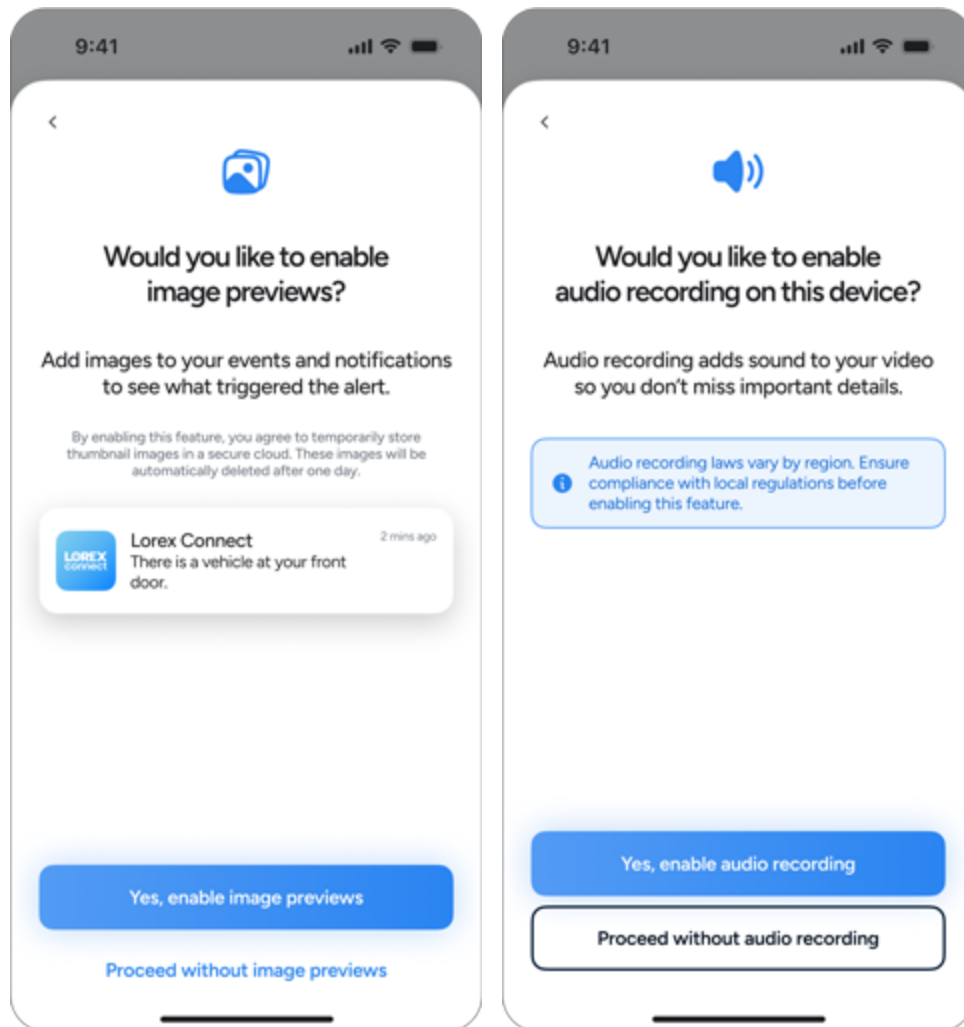 9:41
Would you like to enable
image previews?
Add images to your events and notifications
to see what triggered the alert.
By enabling this feature, you agree to temporarily store
thumbnail images in a secure cloud. These images will be
automatically deleted after one day.
LOREX
connect
Lorex Connect
2 mins ago
There is a vehicle at your front
door.
Yes, enable image previews
Proceed without image previews
9:41
Would you like to enable
audio recording on this device?
Audio recording adds sound to your video
so you don't miss important details.
Audio recording laws vary by region. Ensure
compliance with local regulations before
enabling this feature.
Yes, enable audio recording
Proceed without audio recording